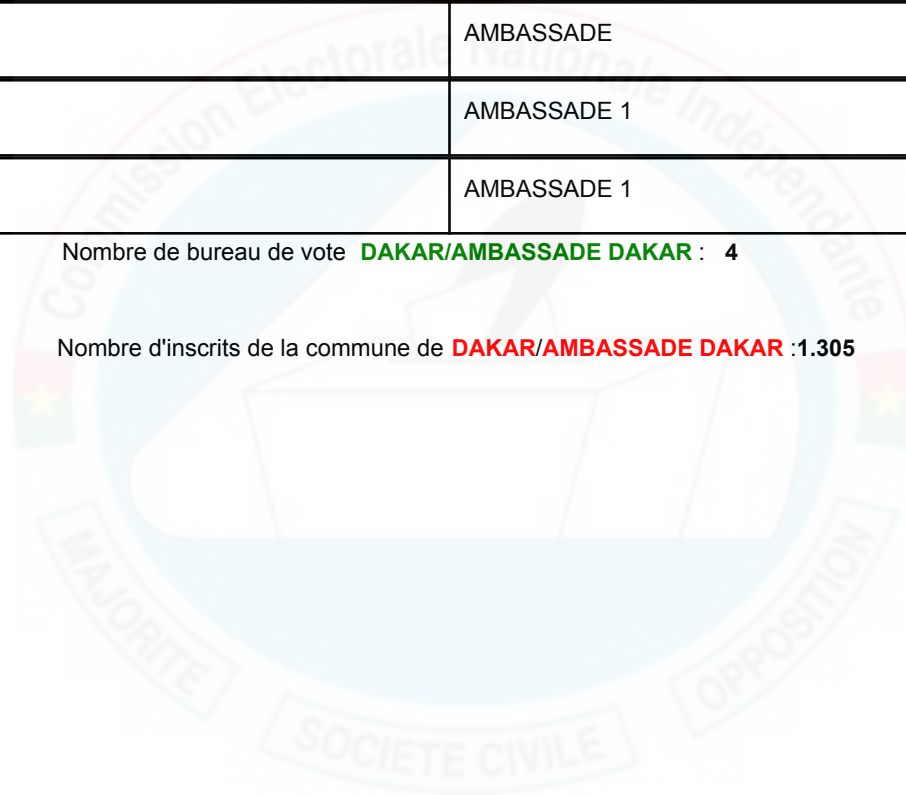 AMBASSADE
AMBASSADE 1
AMBASSADE 1
Nombre de bureau de vote DAKAR/AMBASSADE DAKAR : 4
Nombre d'inscrits de la commune de DAKAR/AMBASSADE DAKAR :1.305
Commission Electorale Nationale Indépendante
MAJORITE
SOCIETE CIVILE
OPPOSITION